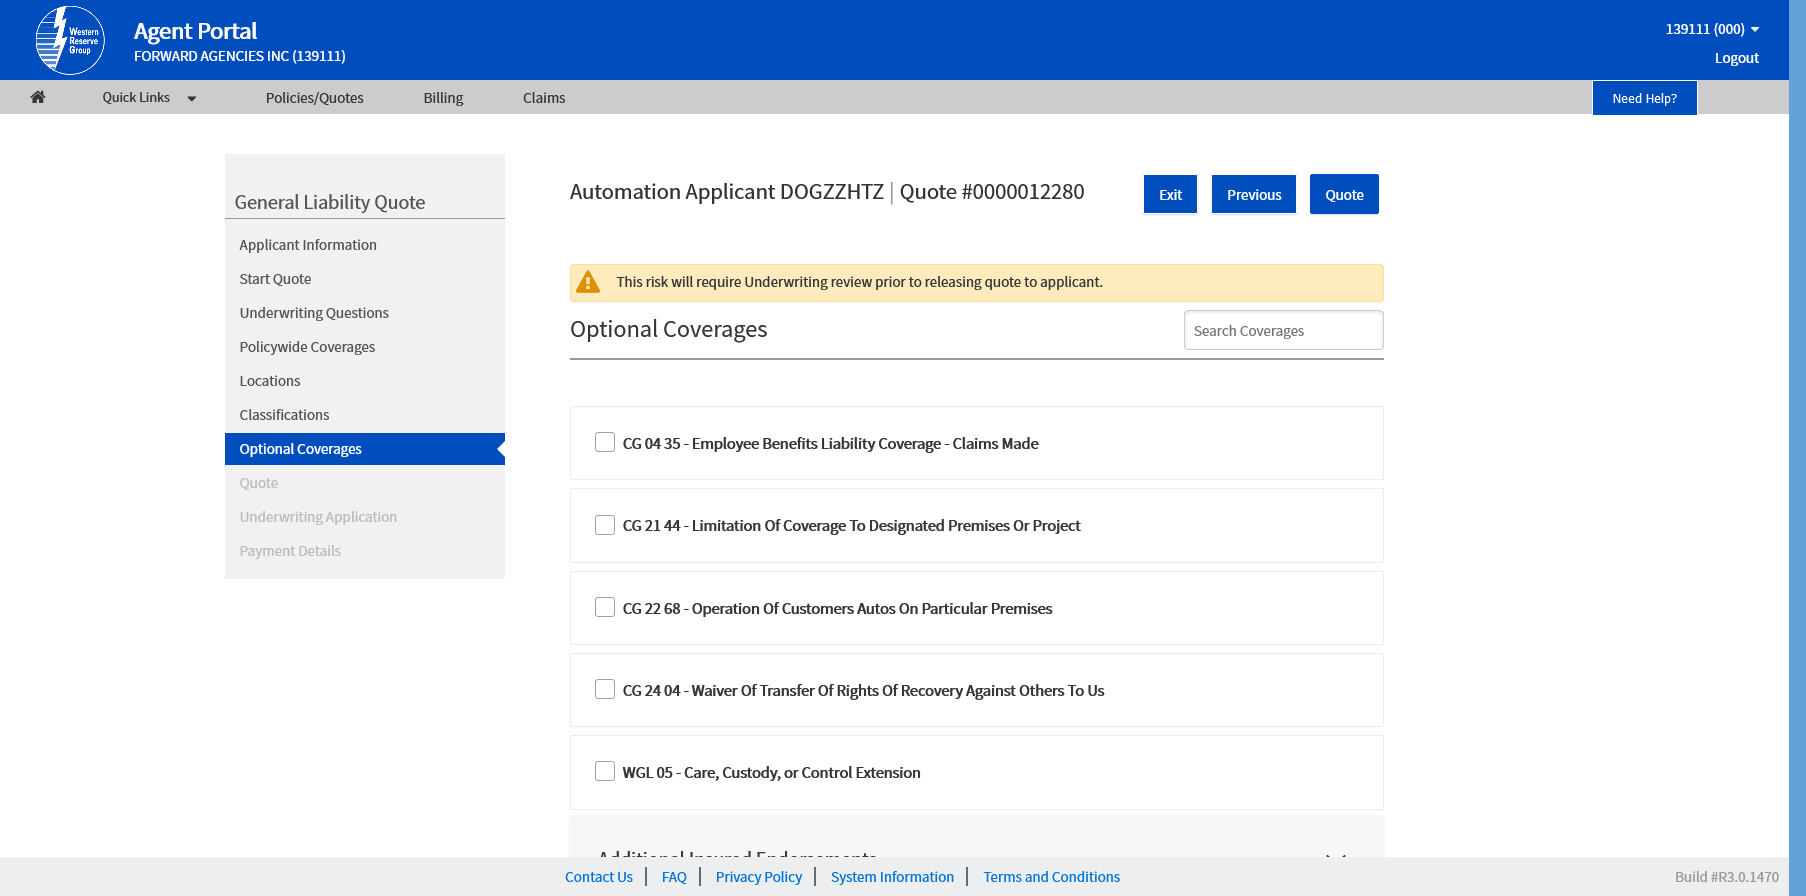 Western
Reserve
Group
Agent Portal
FORWARD AGENCIES INC (139111)
139111 (000)
Logout
Quick Links
Policies/Quotes
Billing
Claims
Need Help?
General Liability Quote
Applicant Information
Start Quote
Underwriting Questions
Policywide Coverages
Locations
Classifications
Optional Coverages
Quote
Underwriting Application
Payment Details
Automation Applicant DOGZZHTZ | Quote #0000012280
Exit
Previous
Quote
This risk will require Underwriting review prior to releasing quote to applicant.
Optional Coverages
Search Coverages
CG 04 35 - Employee Benefits Liability Coverage - Claims Made
CG 21 44 - Limitation Of Coverage To Designated Premises Or Project
CG 22 68 - Operation Of Customers Autos On Particular Premises
CG 24 04 - Waiver Of Transfer Of Rights Of Recovery Against Others To Us
WGL 05 - Care, Custody, or Control Extension
Additional Insured Endorsements
Contact Us | FAQ | Privacy Policy | System Information | Terms and Conditions
Build #R3.0.1470